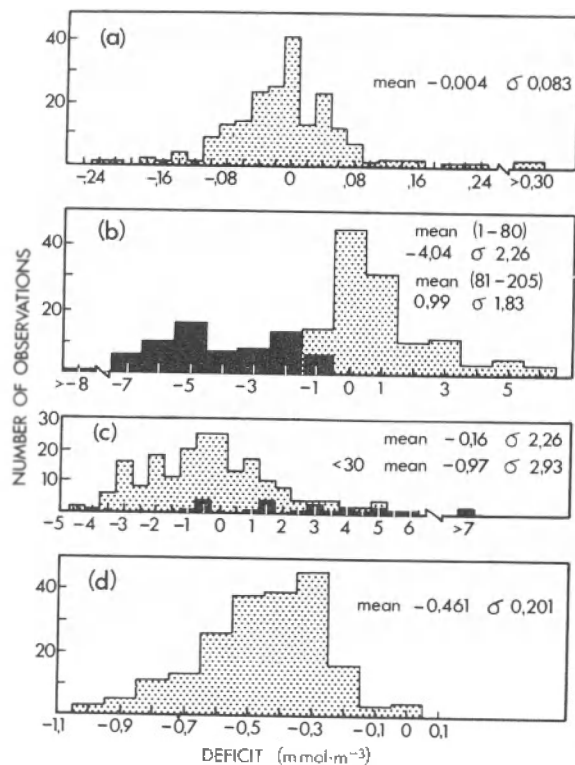 NUMBER OF OBSERVATIONS
(a)
mean -0,004 σ 0,083
40
20
-,24 -,16 -,08 0 ,08 ,16 ,24 >0,30
(b)
mean (1-80)
-4,04 σ 2,26
mean (81-205)
0,99 σ 1,83
40
20
>-8 -7 -5 -3 -1 0 1 3 5
(c)
mean -0,16 σ 2,26
<30 mean -0,97 σ 2,93
30
20
10
-5 -4 -3 -2 -1 0 1 2 3 4 5 6 >7
(d)
mean -0,461 σ 0,201
40
20
-1,1 -0,9 -0,7 -0,5 -0,3 -0,1 0 0,1
DEFICIT (mmol·m⁻³)